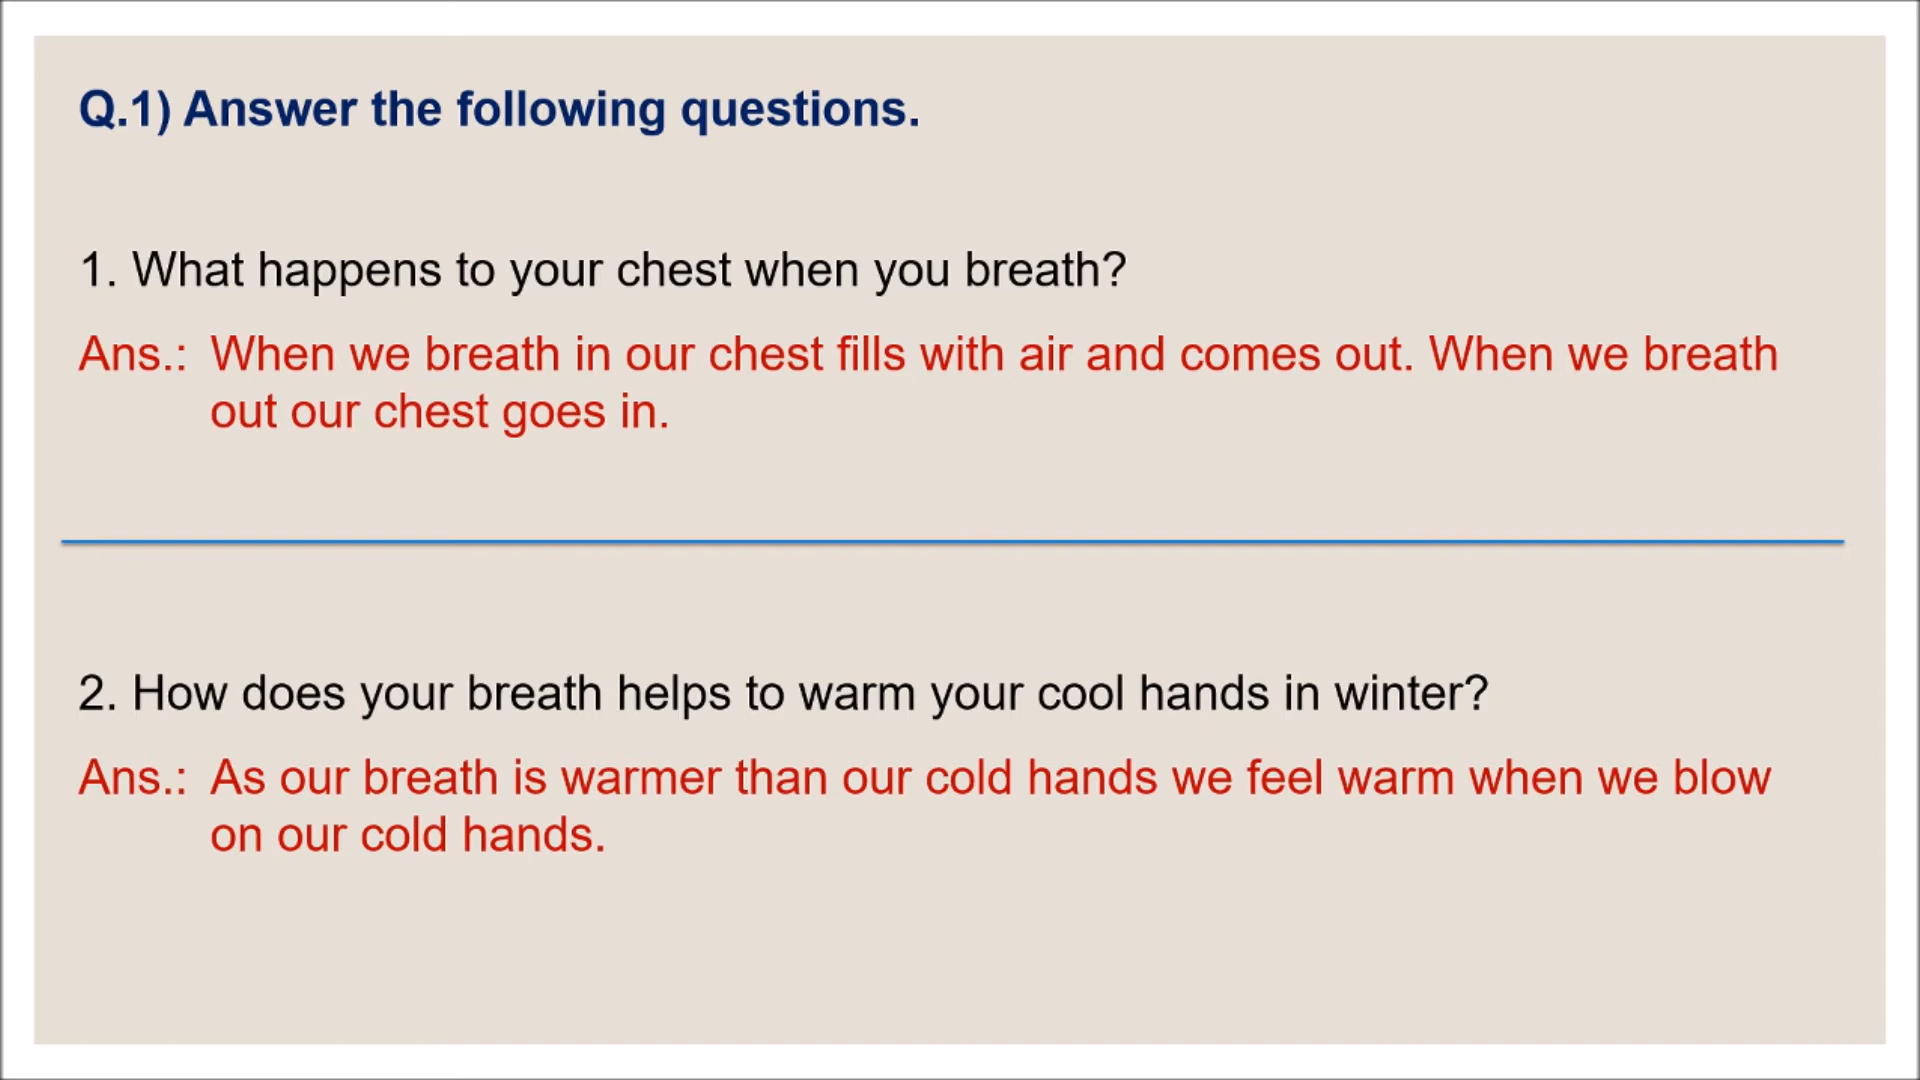 Q.1) Answer the following questions.
1. What happens to your chest when you breath?
Ans.: When we breath in our chest fills with air and comes out. When we breath
out our chest goes in.
2. How does your breath helps to warm your cool hands in winter?
Ans.: As our breath is warmer than our cold hands we feel warm when we blow
on our cold hands.